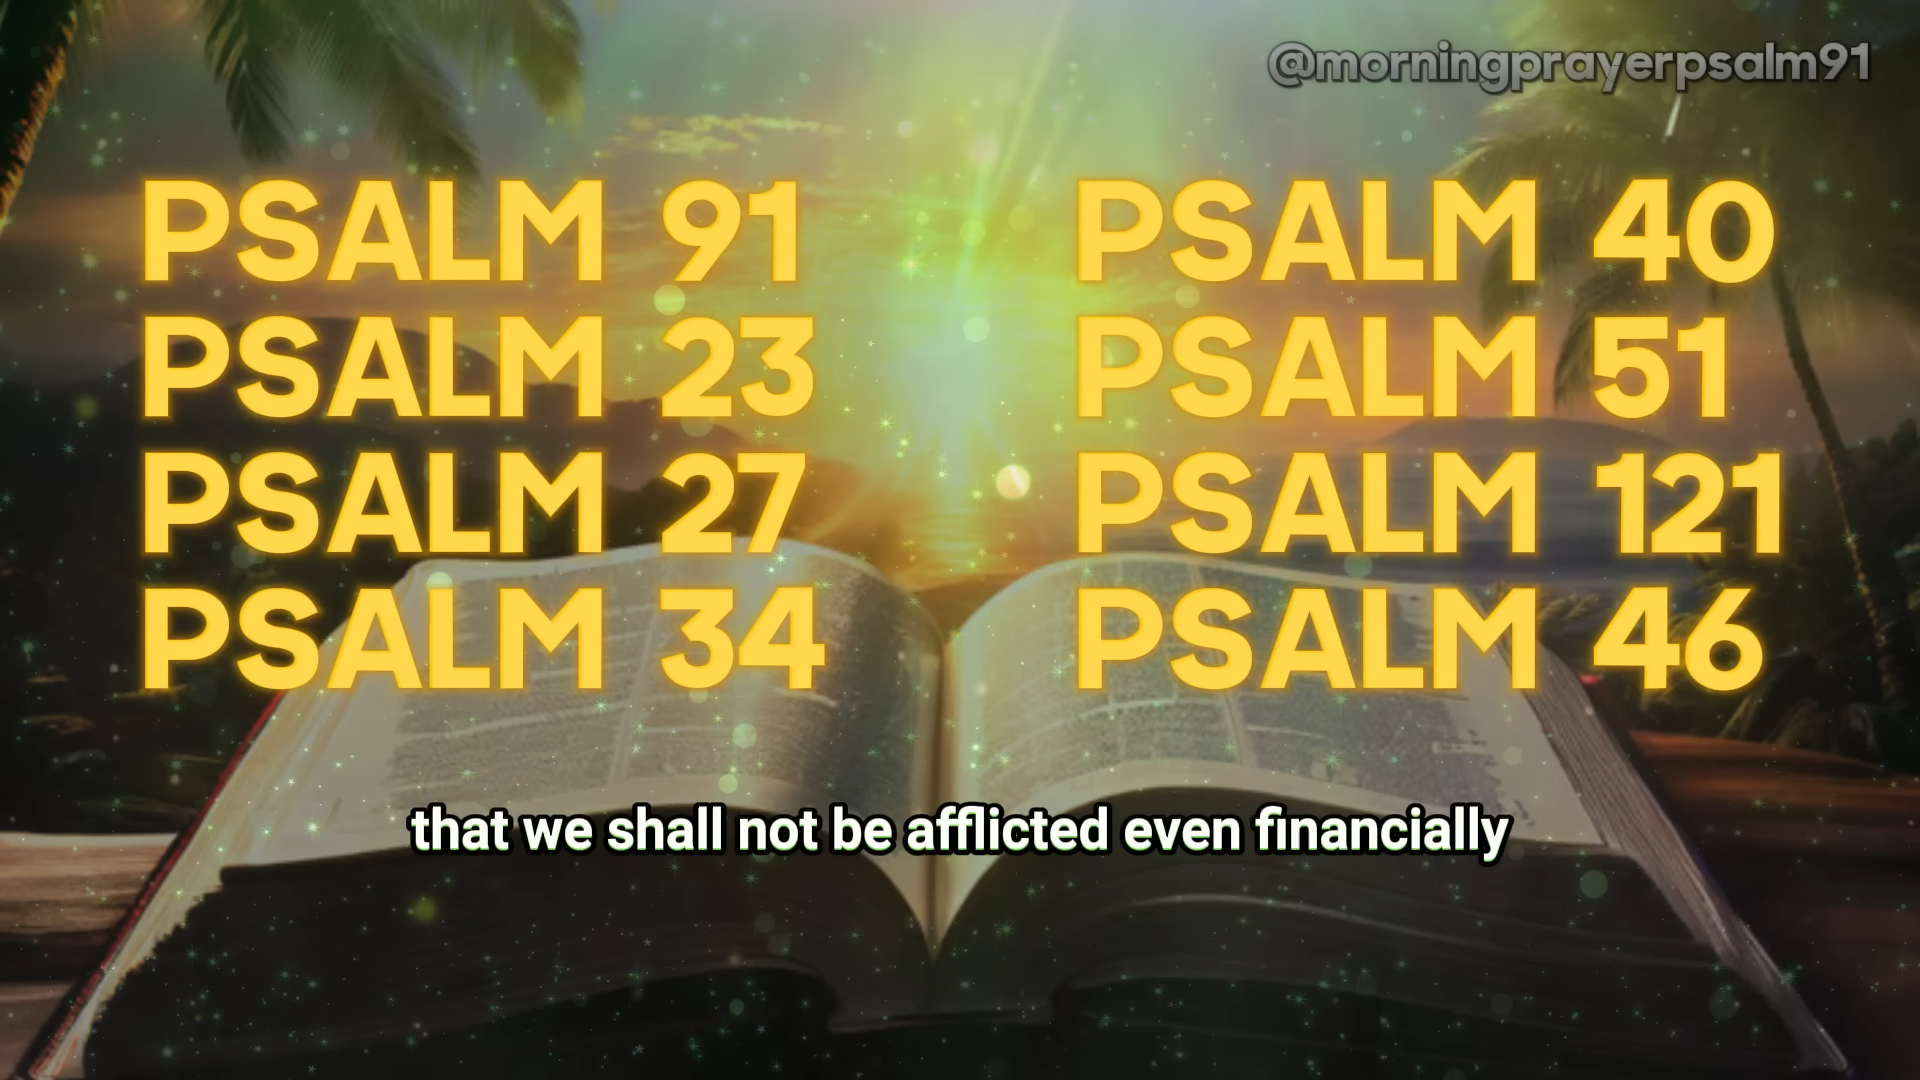 @morningprayerpsalm91
PSALM 91
PSALM 23
PSALM 27
PSALM 34
PSALM 40
PSALM 51
PSALM 121
PSALM 46
that we shall not be afflicted even financially